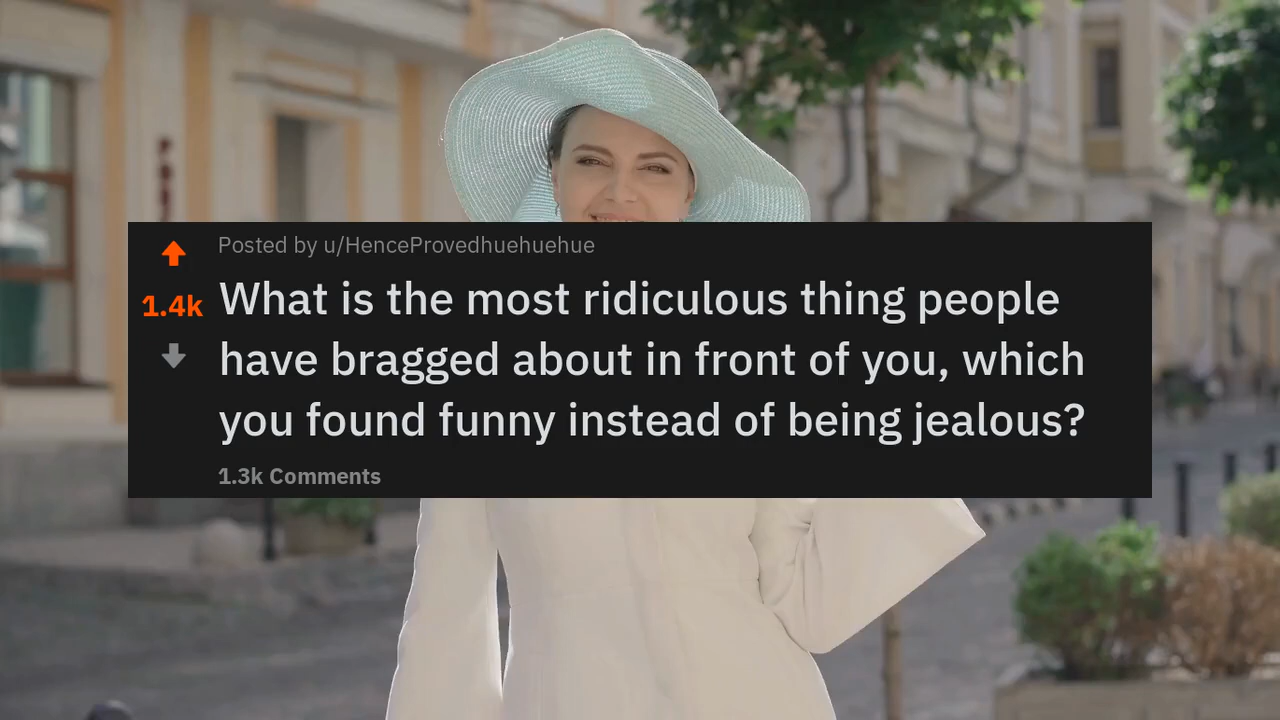 Posted by u/HenceProvedhuehuehue
1.4k
What is the most ridiculous thing people
have bragged about in front of you, which
you found funny instead of being jealous?
1.3k Comments